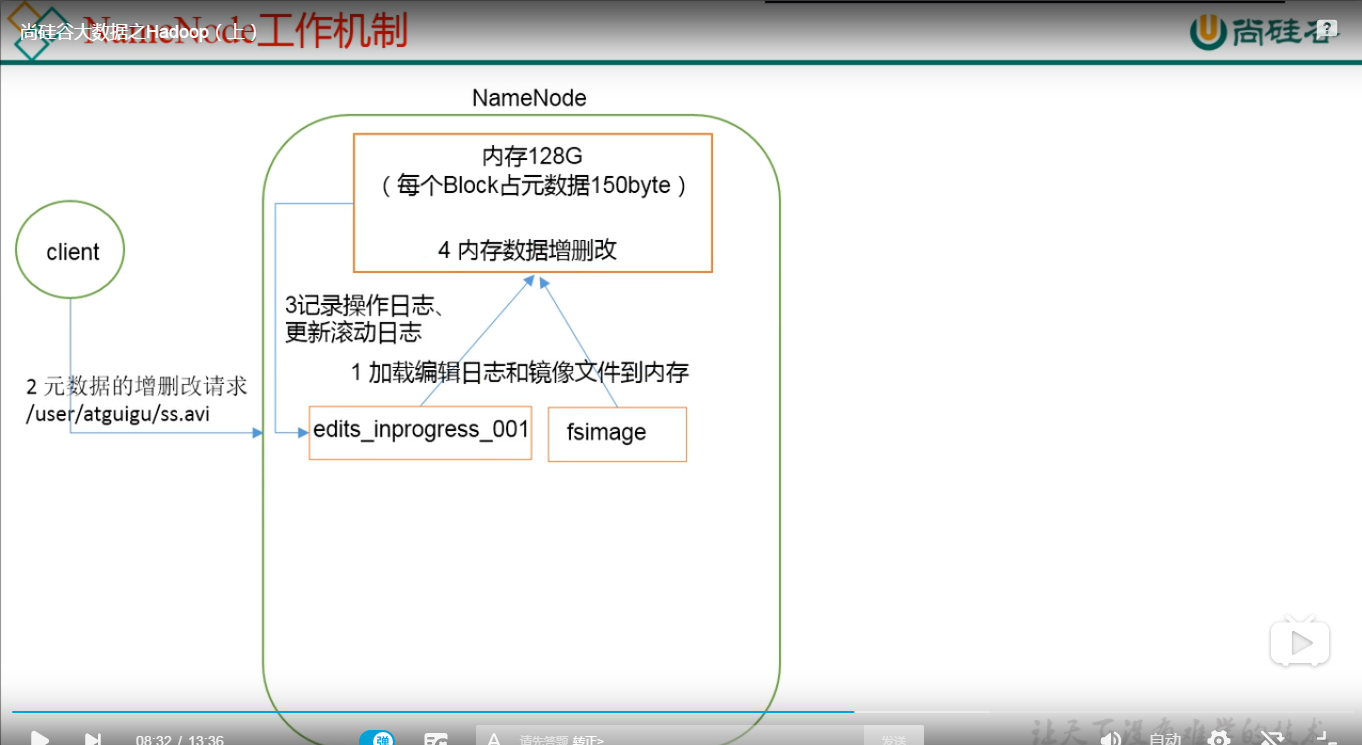 尚硅谷大数据之Hadoop（上）
NameNode工作机制
尚硅谷
?
NameNode
内存128G
（每个Block占元数据150byte）
4 内存数据增删改
client
3记录操作日志、
更新滚动日志
1 加载编辑日志和镜像文件到内存
2 元数据的增删改请求
/user/atguigu/ss.avi
edits_inprogress_001
fsimage
让天下没有难学的技术
08:32 / 13:36
弹
A
请先答题 转正>
发送
自动